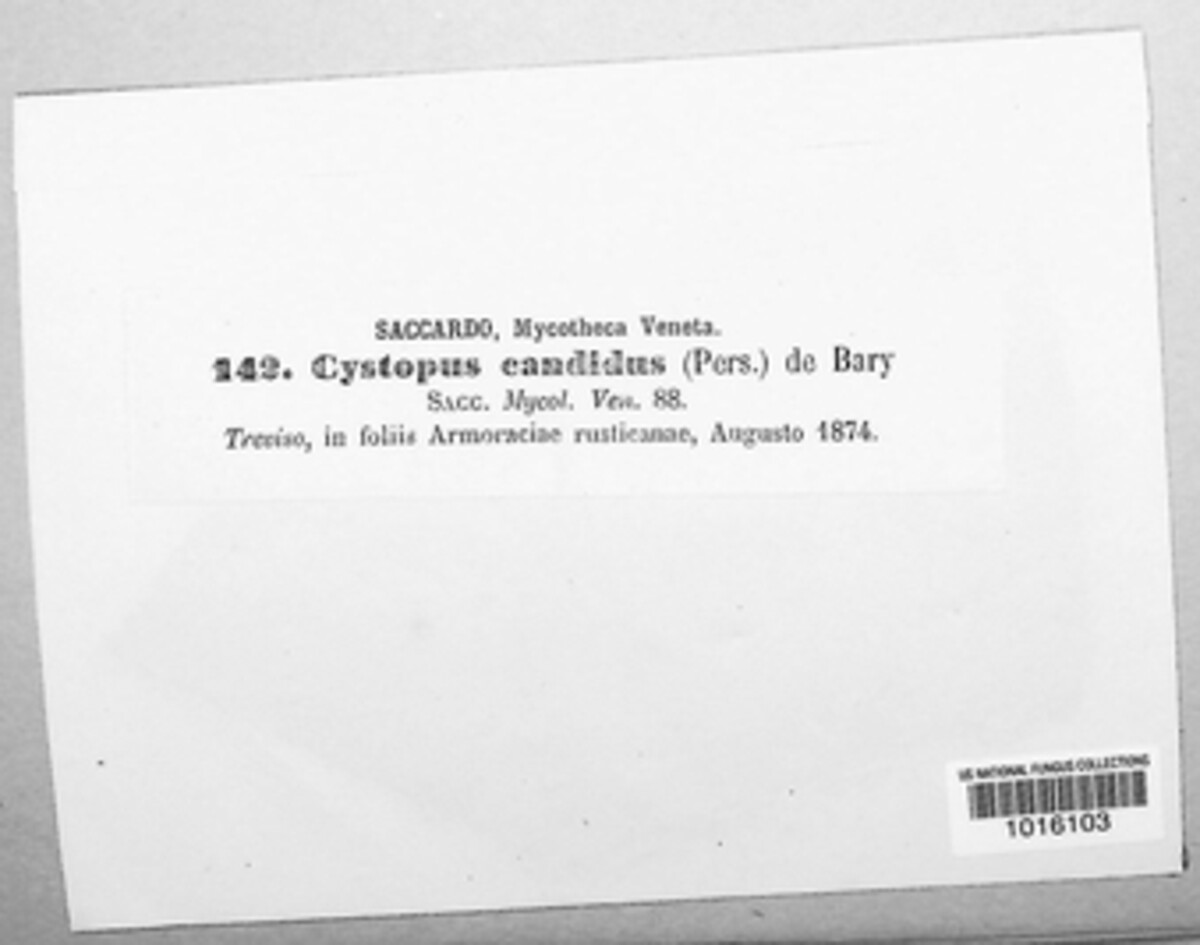 SACCARDO, Mycotheca Veneta.
142. Cystopus candidus (Pers.) de Bary
SACC. Mycol. Ven. 88.
Treviso, in foliis Armoraciae rusticanae, Augusto 1874.
US NATIONAL FUNGUS COLLECTIONS
1016103